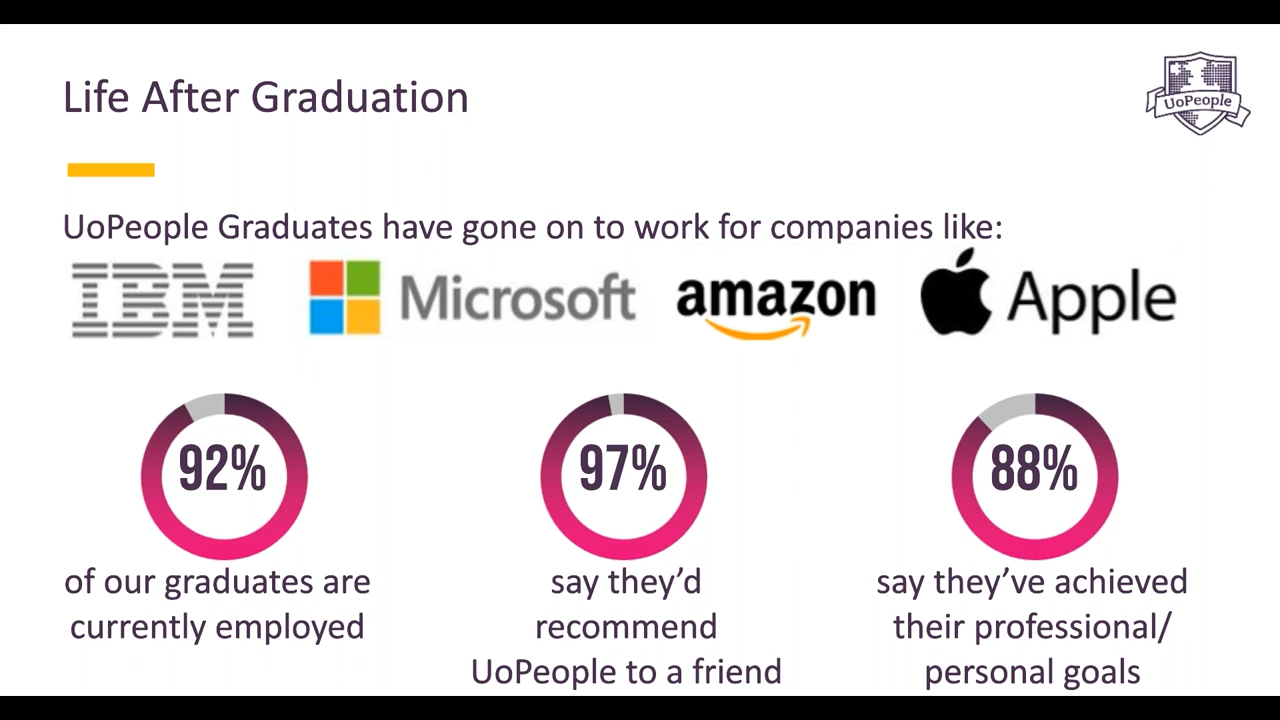 Life After Graduation
UoPeople
UoPeople Graduates have gone on to work for companies like:
IBM Microsoft amazon Apple
92%
97%
88%
of our graduates are
currently employed
say they’d
recommend
UoPeople to a friend
say they’ve achieved
their professional/
personal goals